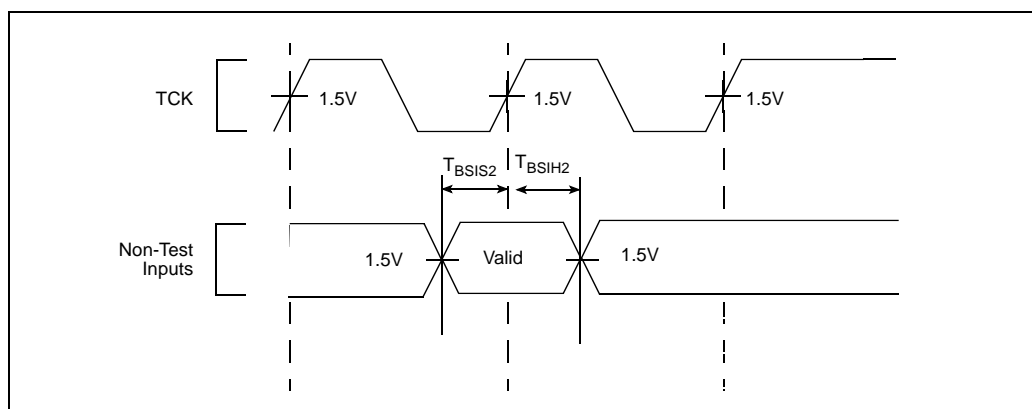 TCK
1.5V
1.5V
1.5V
TBSIS2
TBSIH2
Non-Test
Inputs
1.5V
Valid
1.5V